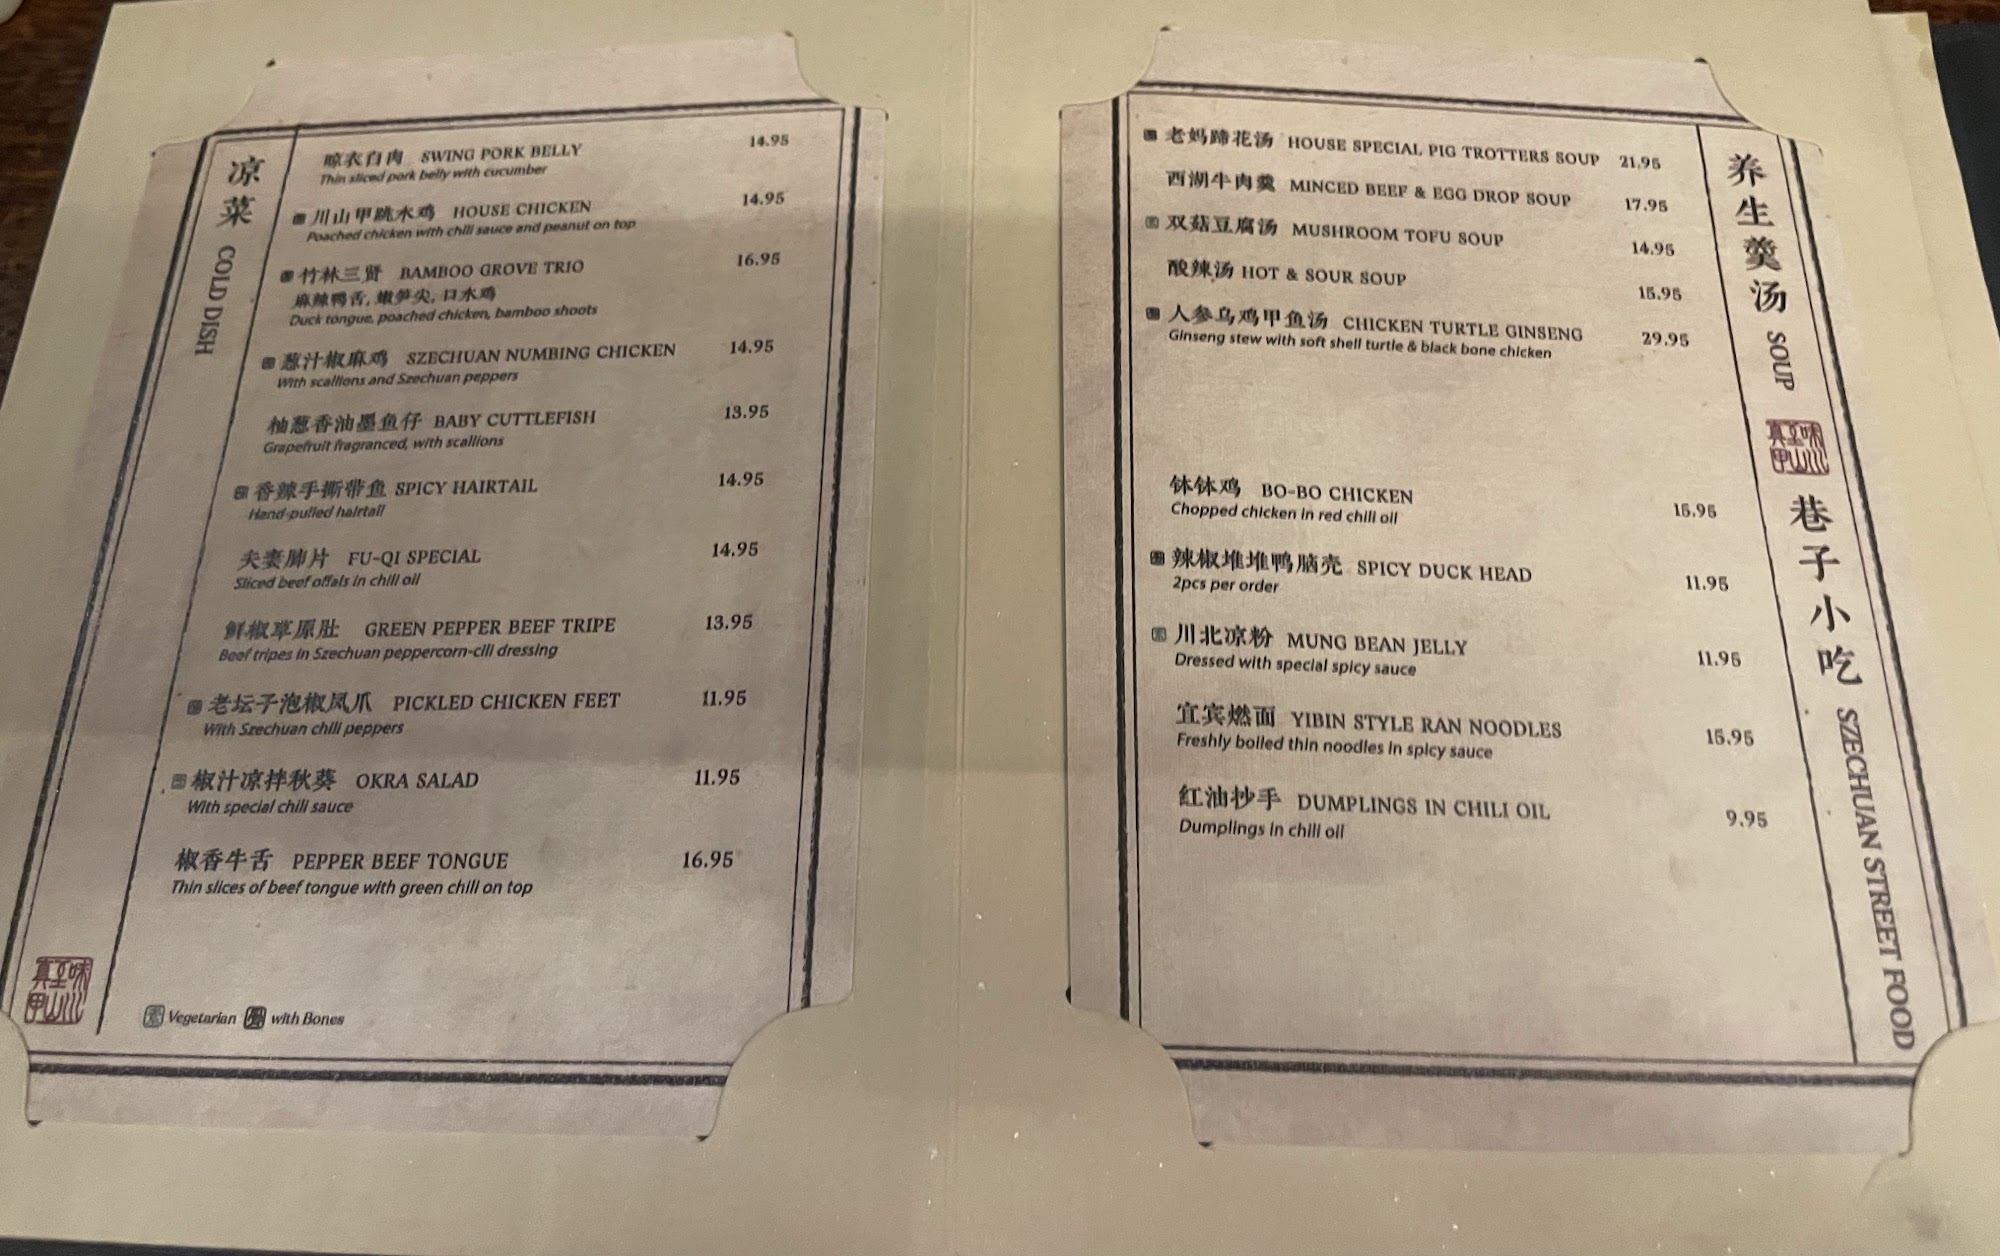 凉菜 COLD DISH
晾衣白肉 SWING PORK BELLY 14.95
Thin sliced pork belly with cucumber
川山甲跳水鸡 HOUSE CHICKEN 14.95
Poached chicken with chili sauce and peanut on top
竹林三贤 BAMBOO GROVE TRIO 16.95
麻辣鸭舌, 嫩笋尖, 口水鸡
Duck tongue, poached chicken, bamboo shoots
葱汁椒麻鸡 SZECHUAN NUMBING CHICKEN 14.95
With scallions and Szechuan peppers
柚葱香油墨鱼仔 BABY CUTTLEFISH 13.95
Grapefruit fragranced, with scallions
香辣手撕带鱼 SPICY HAIRTAIL 14.95
Hand-pulled hairtail
夫妻肺片 FU-QI SPECIAL 14.95
Sliced beef offals in chili oil
鲜椒草原肚 GREEN PEPPER BEEF TRIPE 13.95
Beef tripes in Szechuan peppercorn-cili dressing
老坛子泡椒凤爪 PICKLED CHICKEN FEET 11.95
With Szechuan chili peppers
椒汁凉拌秋葵 OKRA SALAD 11.95
With special chili sauce
椒香牛舌 PEPPER BEEF TONGUE 16.95
Thin slices of beef tongue with green chili on top
真至味
甲山川
Vegetarian with Bones
养生羹汤 SOUP
老妈蹄花汤 HOUSE SPECIAL PIG TROTTERS SOUP 21.95
西湖牛肉羹 MINCED BEEF & EGG DROP SOUP 17.95
双菇豆腐汤 MUSHROOM TOFU SOUP 14.95
酸辣汤 HOT & SOUR SOUP 15.95
人参乌鸡甲鱼汤 CHICKEN TURTLE GINSENG 29.95
Ginseng stew with soft shell turtle & black bone chicken
真至味
甲山川
巷子小吃 SZECHUAN STREET FOOD
钵钵鸡 BO-BO CHICKEN 15.95
Chopped chicken in red chili oil
辣椒堆堆鸭脑壳 SPICY DUCK HEAD 11.95
2pcs per order
川北凉粉 MUNG BEAN JELLY 11.95
Dressed with special spicy sauce
宜宾燃面 YIBIN STYLE RAN NOODLES 15.95
Freshly boiled thin noodles in spicy sauce
红油抄手 DUMPLINGS IN CHILI OIL 9.95
Dumplings in chili oil